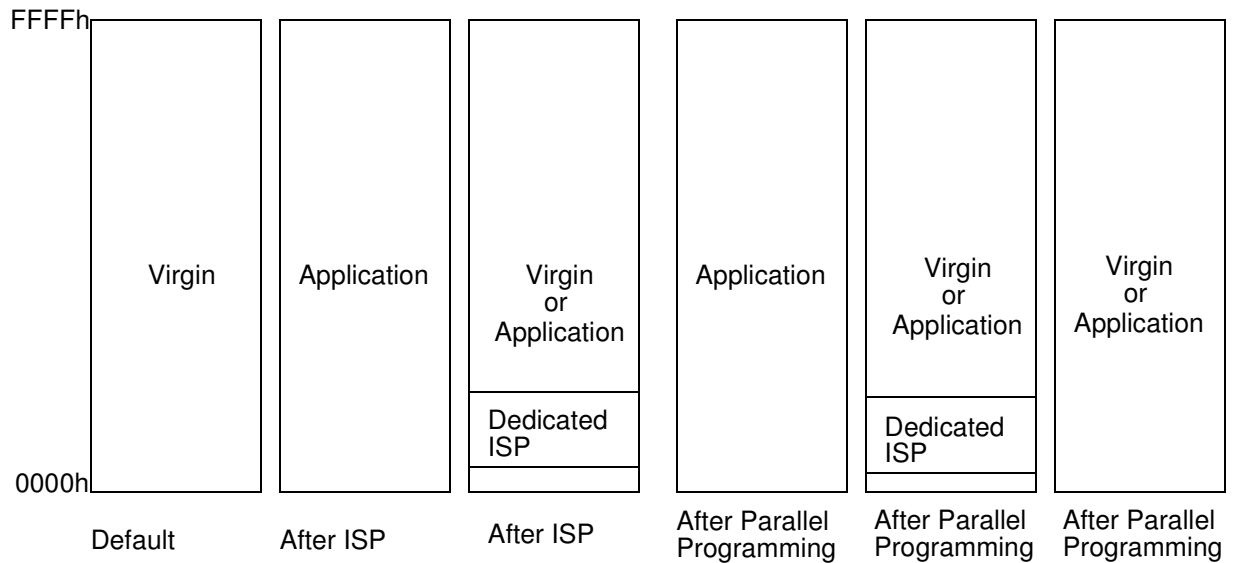 FFFFh
Virgin
Application
Virgin
or
Application
Dedicated
ISP
Application
Virgin
or
Application
Dedicated
ISP
Virgin
or
Application
0000h
Default
After ISP
After ISP
After Parallel
Programming
After Parallel
Programming
After Parallel
Programming